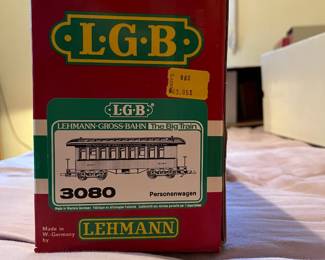 L·G·B·
L·G·B·
LEHMANN-GROSS-BAHN The Big Train
3080
Personenwagen
Made in
W.-Germany
by
LEHMANN